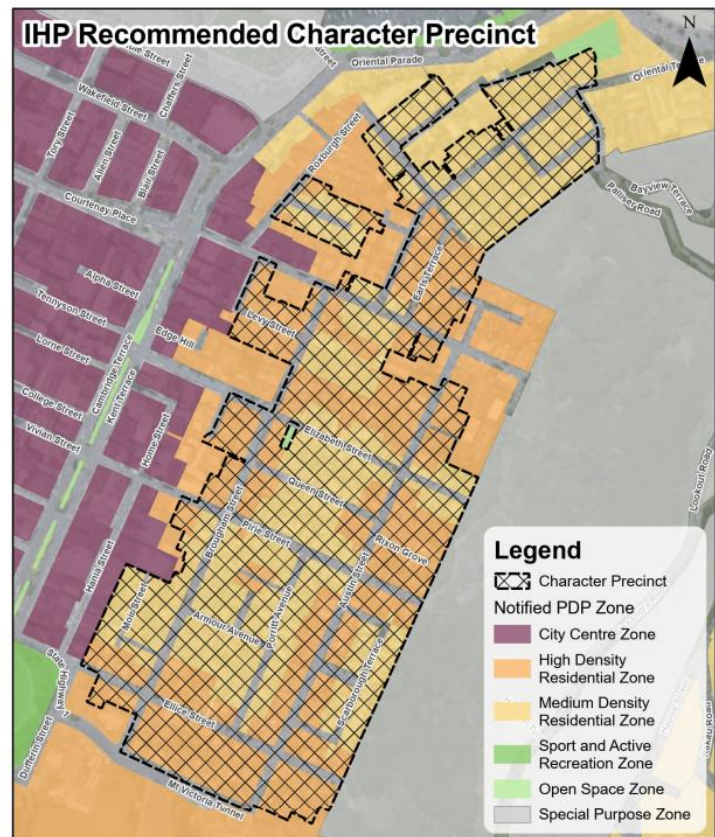 IHP Recommended Character Precinct
N
Chaffers Street
Oriental Parade
Oriental Terrace
Wakefield Street
Tory Street
Allen Street
Blair Street
Roxburgh Street
Courtenay Place
Bayview Terrace
Palliser Road
Alpha Street
Earls Terrace
Tennyson Street
Levy Street
Edge Hill
Lorne Street
Cambridge Terrace
Kent Terrace
College Street
Vivian Street
Home Street
Elizabeth Street
Lookout Road
Queen Street
Brougham Street
Pirie Street
Rixon Grove
Austin Street
Hania Street
Moir Street
Armour Avenue
Porritt Avenue
Scarborough Terrace
State Highway
Ellice Street
Dufferin Street
Mt Victoria Tunnel
Legend
Character Precinct
Notified PDP Zone
City Centre Zone
High Density
Residential Zone
Medium Density
Residential Zone
Sport and Active
Recreation Zone
Open Space Zone
Special Purpose Zone